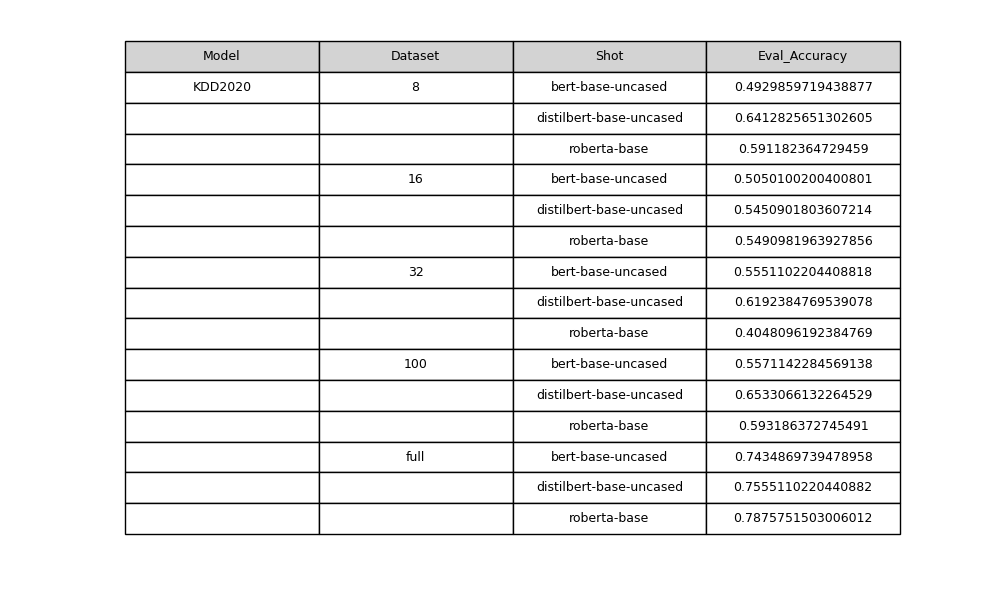 Model Dataset Shot Eval_Accuracy
KDD2020 8 bert-base-uncased 0.4929859719438877
distilbert-base-uncased 0.6412825651302605
roberta-base 0.591182364729459
16 bert-base-uncased 0.5050100200400801
distilbert-base-uncased 0.5450901803607214
roberta-base 0.5490981963927856
32 bert-base-uncased 0.5551102204408818
distilbert-base-uncased 0.6192384769539078
roberta-base 0.4048096192384769
100 bert-base-uncased 0.5571142284569138
distilbert-base-uncased 0.6533066132264529
roberta-base 0.593186372745491
full bert-base-uncased 0.7434869739478958
distilbert-base-uncased 0.7555110220440882
roberta-base 0.7875751503006012